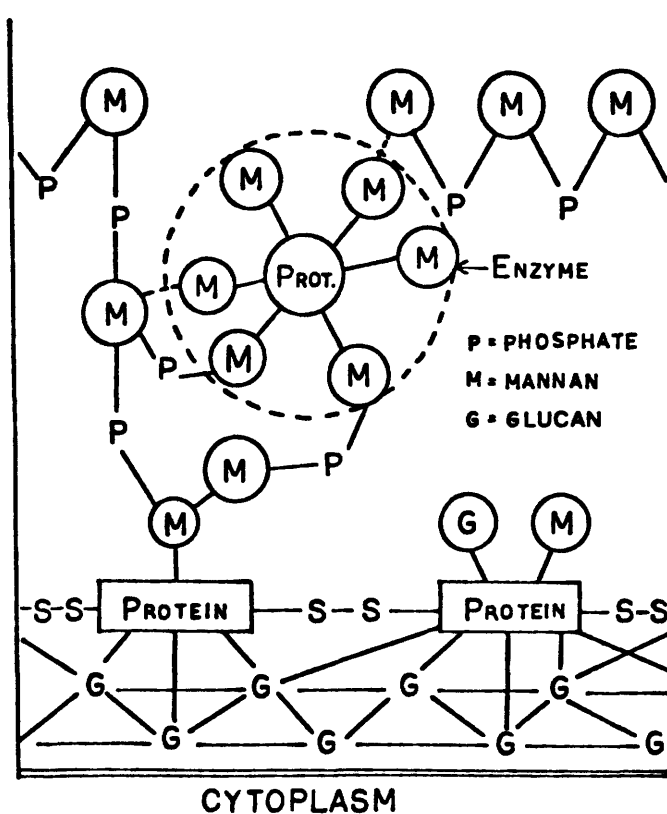 M M M M
P P P P
M M
M PROT. M ←ENZYME
M
P M M
P = PHOSPHATE
M = MANNAN
G = GLUCAN
P
M P
M G M
S-S PROTEIN S-S PROTEIN S-S
G G G G
G G G G
CYTOPLASM